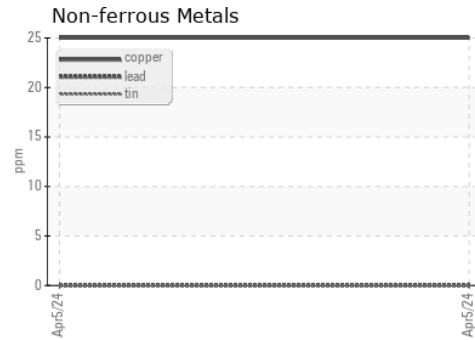 Non-ferrous Metals
25
20
15
10
5
0
ppm
copper
lead
tin
Apr5/24
Apr5/24